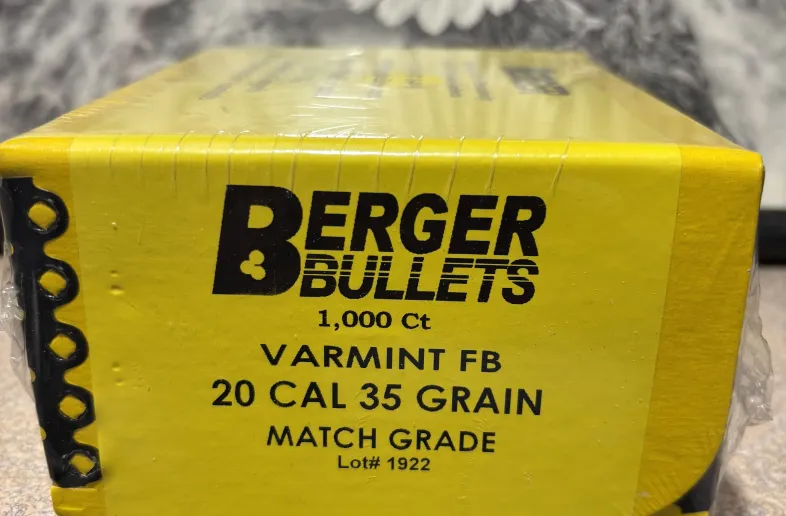 BERGER
BULLETS
1,000 Ct
VARMINT FB
20 CAL 35 GRAIN
MATCH GRADE
Lot# 1922